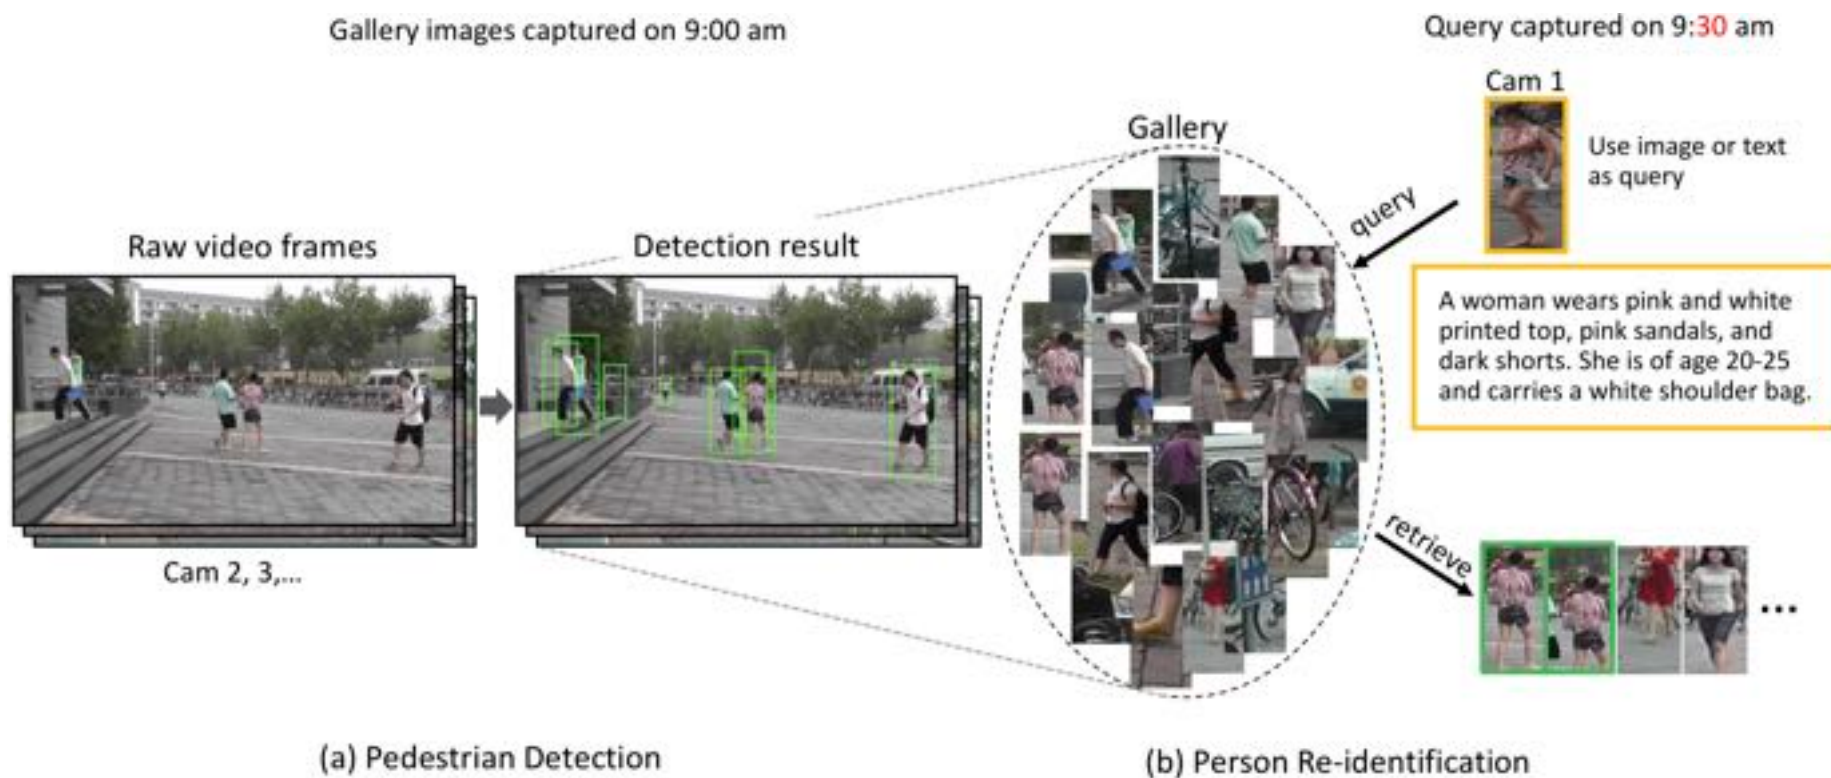 Gallery images captured on 9:00 am
Query captured on 9:30 am
Cam 1
Gallery
Use image or text
as query
query
Raw video frames
Detection result
A woman wears pink and white
printed top, pink sandals, and
dark shorts. She is of age 20-25
and carries a white shoulder bag.
retrieve
Cam 2, 3,...
...
(a) Pedestrian Detection
(b) Person Re-identification